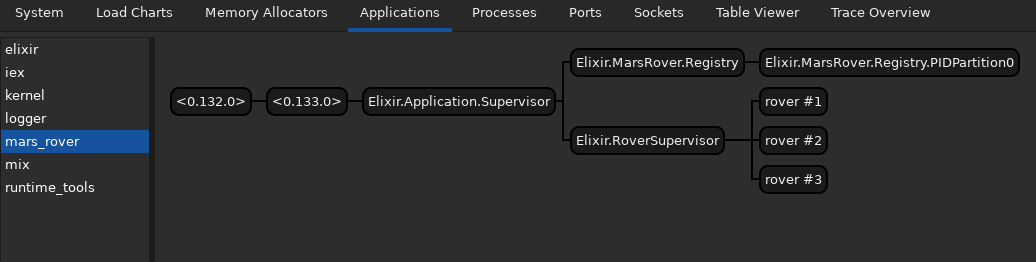 System Load Charts Memory Allocators Applications Processes Ports Sockets Table Viewer Trace Overview
elixir
iex
kernel
logger
mars_rover
mix
runtime_tools
<0.132.0>
<0.133.0>
Elixir.Application.Supervisor
Elixir.MarsRover.Registry
Elixir.MarsRover.Registry.PIDPartition0
Elixir.RoverSupervisor
rover #1
rover #2
rover #3